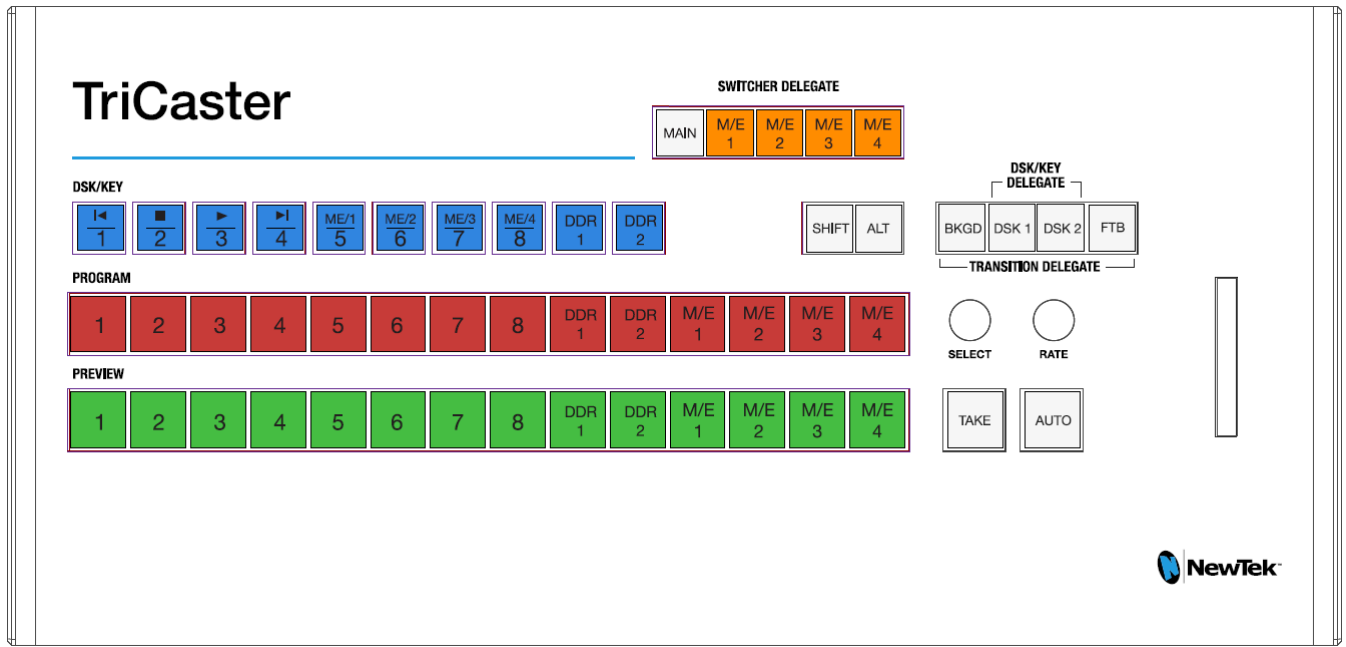 TriCaster
SWITCHER DELEGATE
MAIN M/E 1 M/E 2 M/E 3 M/E 4
DSK/KEY
DSK/KEY DELEGATE
1 2 3 4 ME/1 5 ME/2 6 ME/3 7 ME/4 8 DDR 1 DDR 2
SHIFT ALT
BKGD DSK 1 DSK 2 FTB
TRANSITION DELEGATE
PROGRAM
1 2 3 4 5 6 7 8 DDR 1 DDR 2 M/E 1 M/E 2 M/E 3 M/E 4
SELECT RATE
PREVIEW
1 2 3 4 5 6 7 8 DDR 1 DDR 2 M/E 1 M/E 2 M/E 3 M/E 4
TAKE AUTO
NewTek™